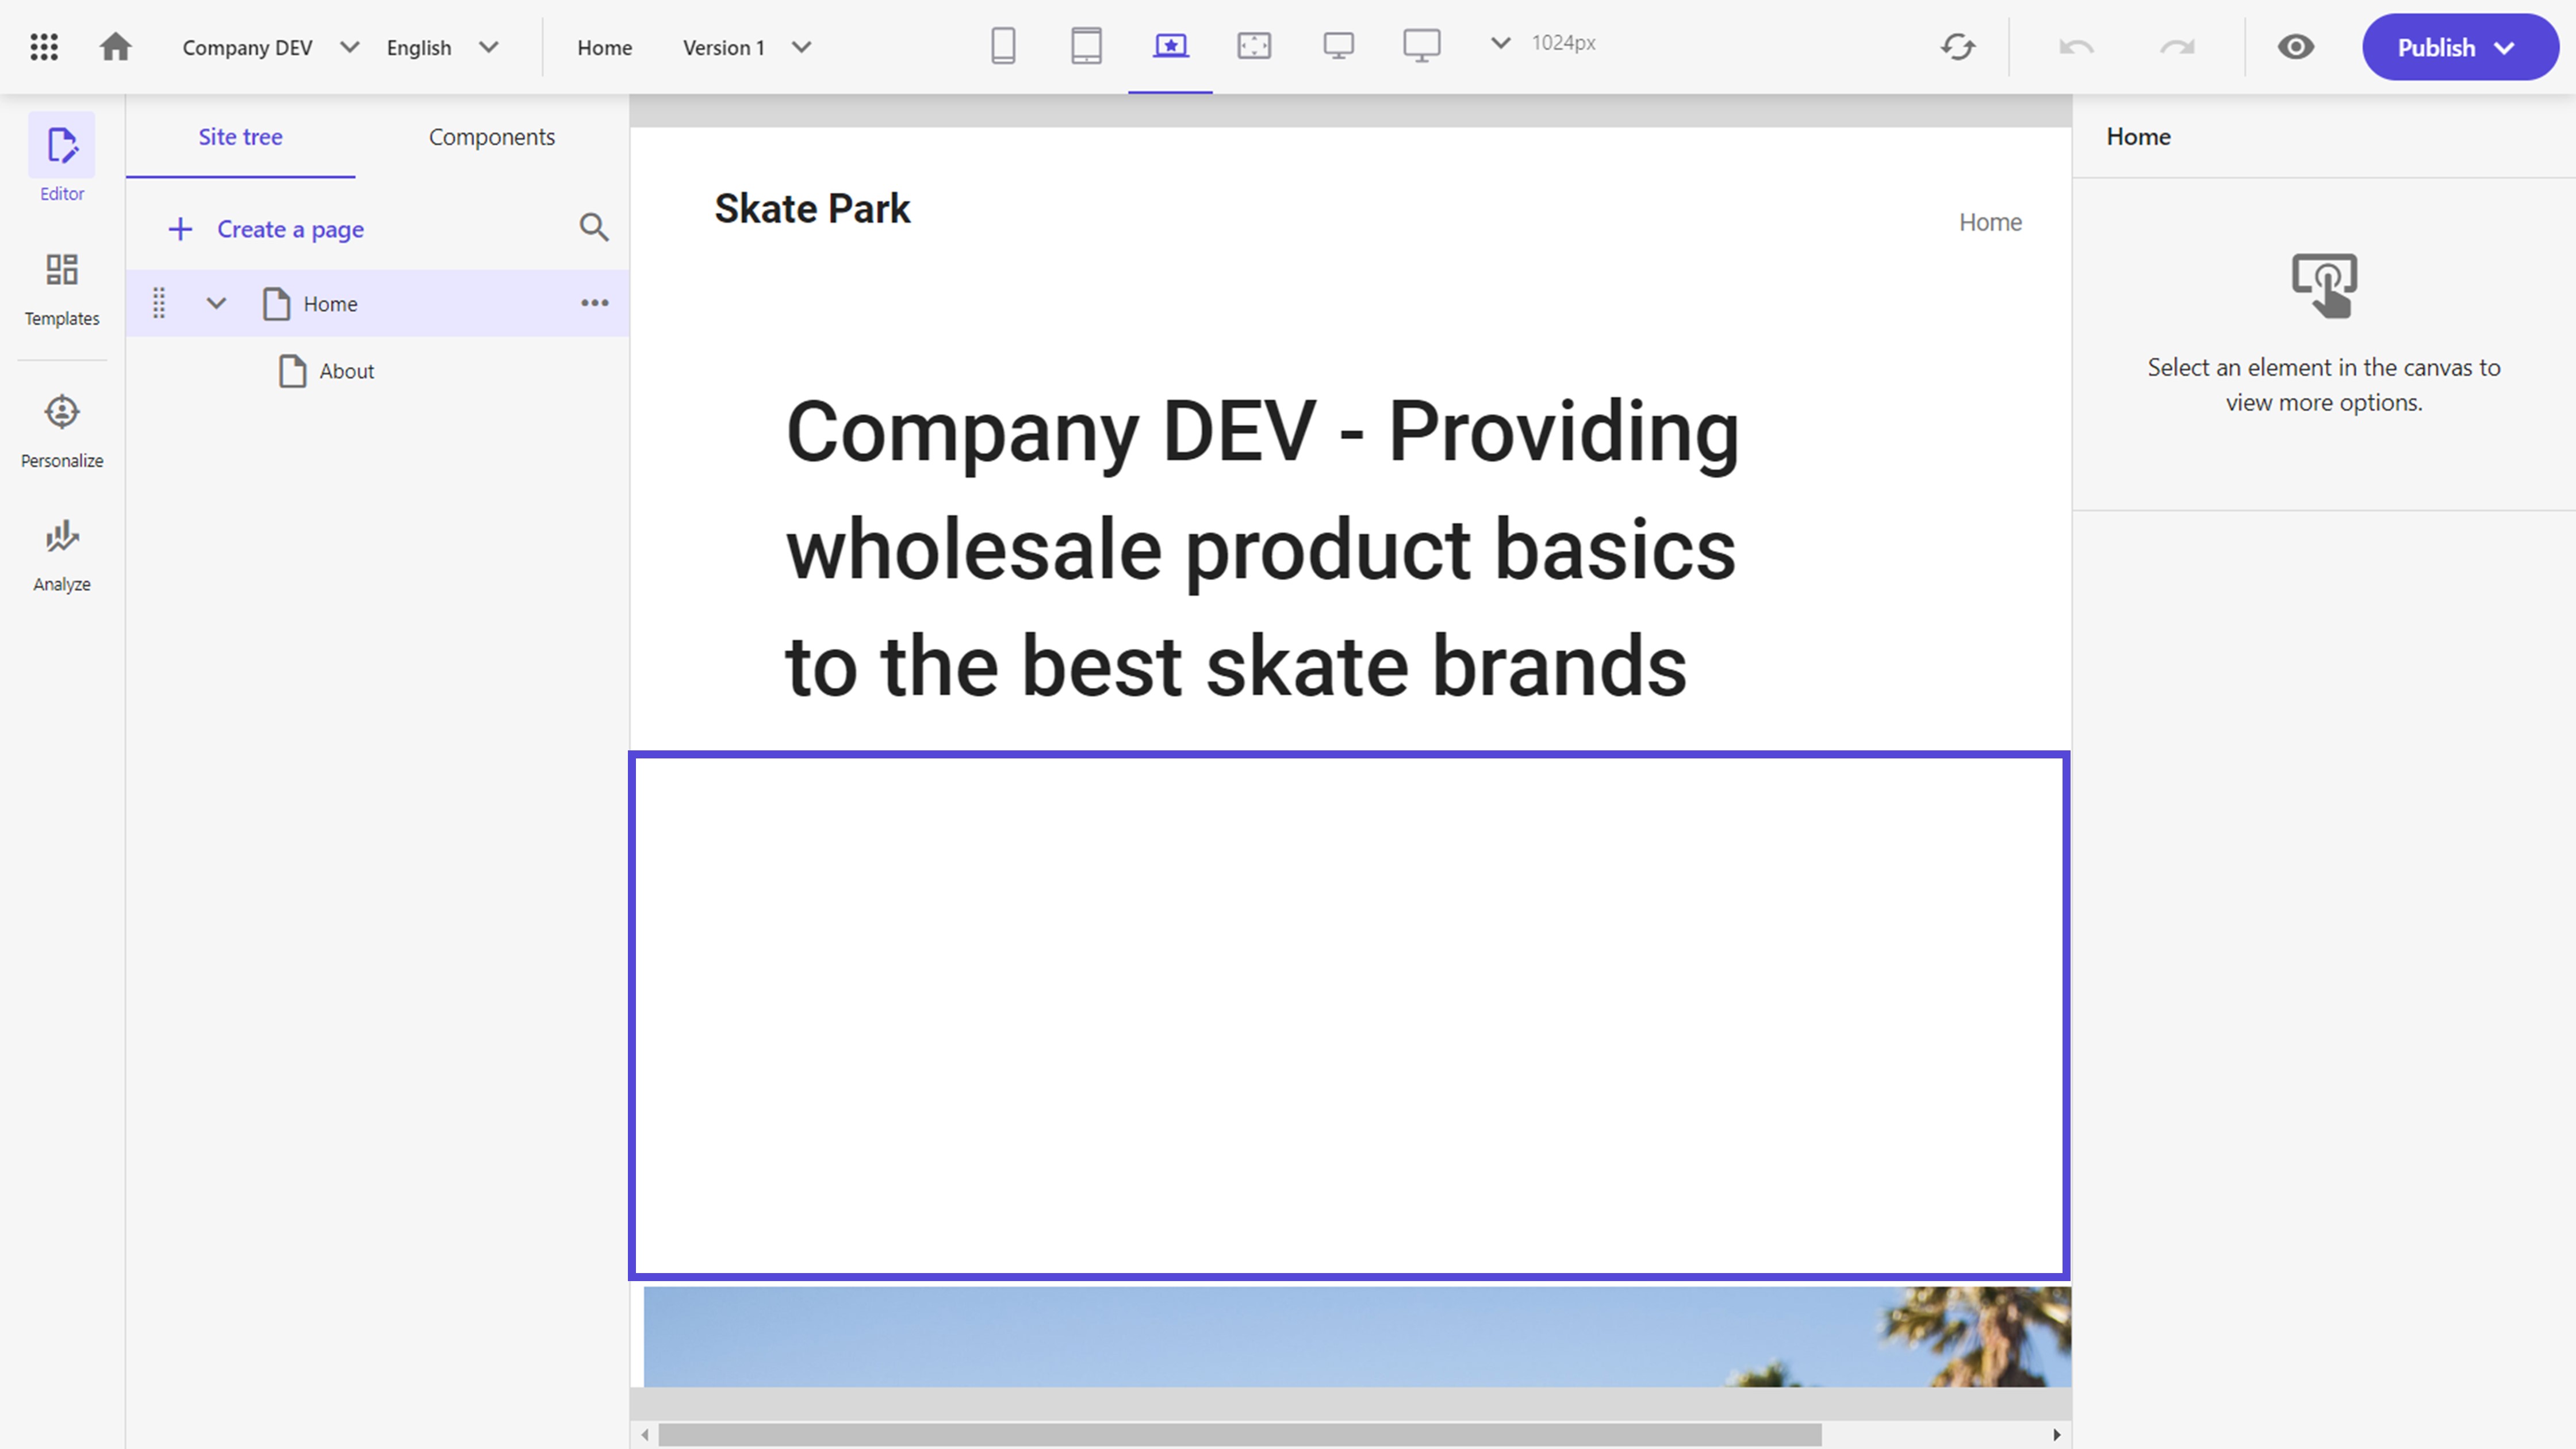 Company DEV English Home Version 1 1024px Publish
Editor
Templates
Personalize
Analyze
Site tree Components
Create a page
Home
About
Skate Park
Home
Company DEV - Providing
wholesale product basics
to the best skate brands
Home
Select an element in the canvas to
view more options.